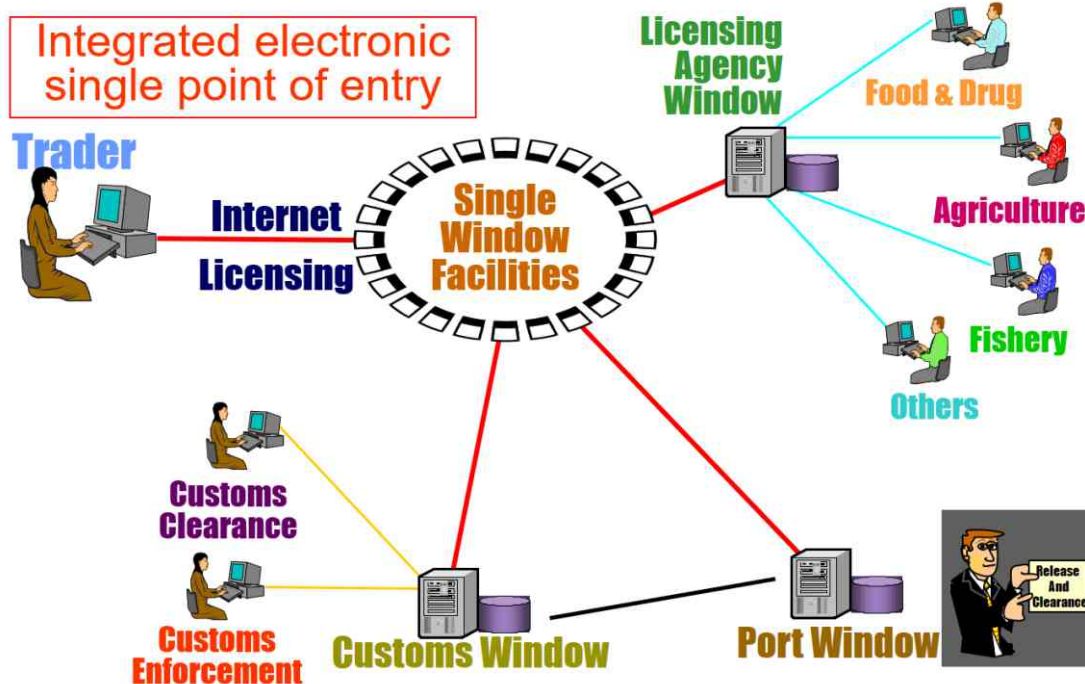 Integrated electronic
single point of entry
Trader
Internet
Licensing
Single
Window
Facilities
Licensing
Agency
Window
Food & Drug
Agriculture
Fishery
Others
Customs
Clearance
Customs
Enforcement
Customs Window
Port Window
Release
And
Clearance